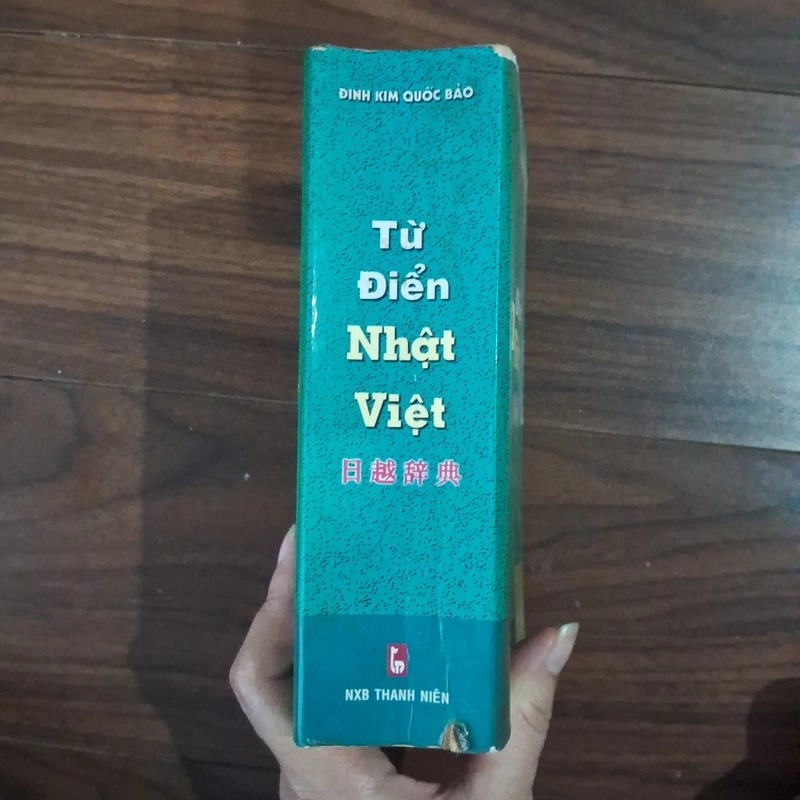 ĐINH KIM QUỐC BẢO
Từ
Điển
Nhật
Việt
日越辞典
NXB THANH NIÊN